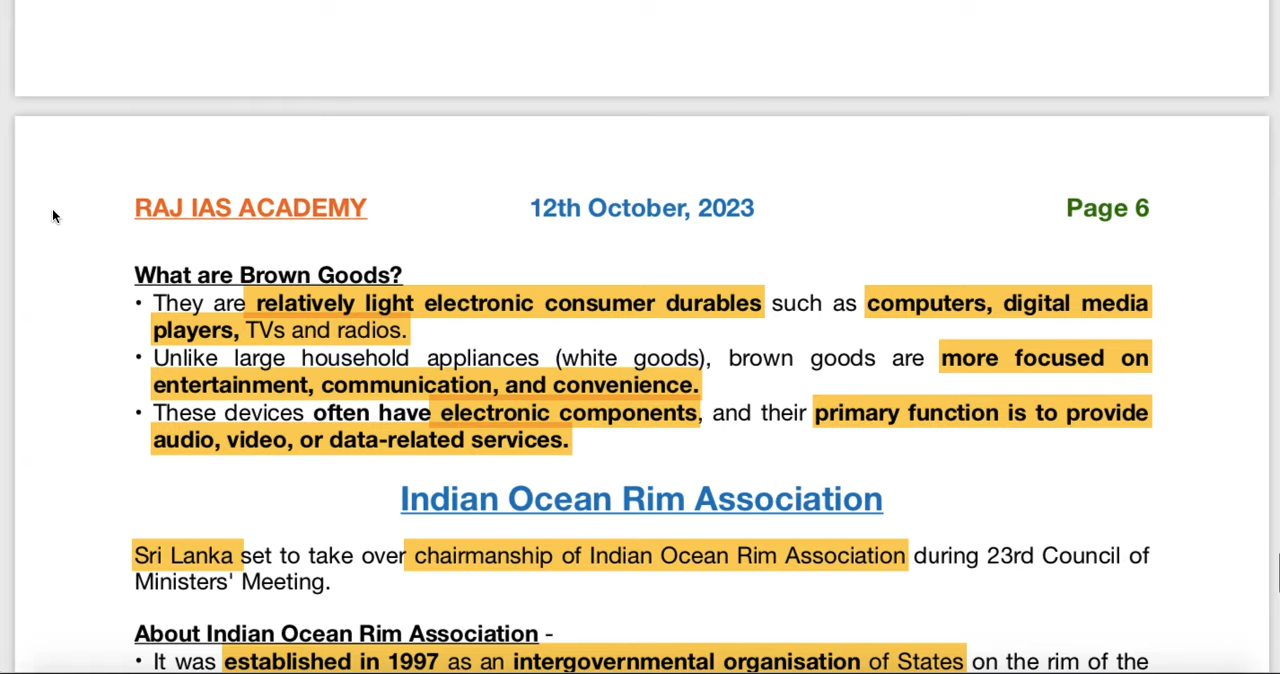 RAJ IAS ACADEMY 12th October, 2023 Page 6
What are Brown Goods?
• They are relatively light electronic consumer durables such as computers, digital media
players, TVs and radios.
• Unlike large household appliances (white goods), brown goods are more focused on
entertainment, communication, and convenience.
• These devices often have electronic components, and their primary function is to provide
audio, video, or data-related services.
Indian Ocean Rim Association
Sri Lanka set to take over chairmanship of Indian Ocean Rim Association during 23rd Council of
Ministers' Meeting.
About Indian Ocean Rim Association -
• It was established in 1997 as an intergovernmental organisation of States on the rim of the